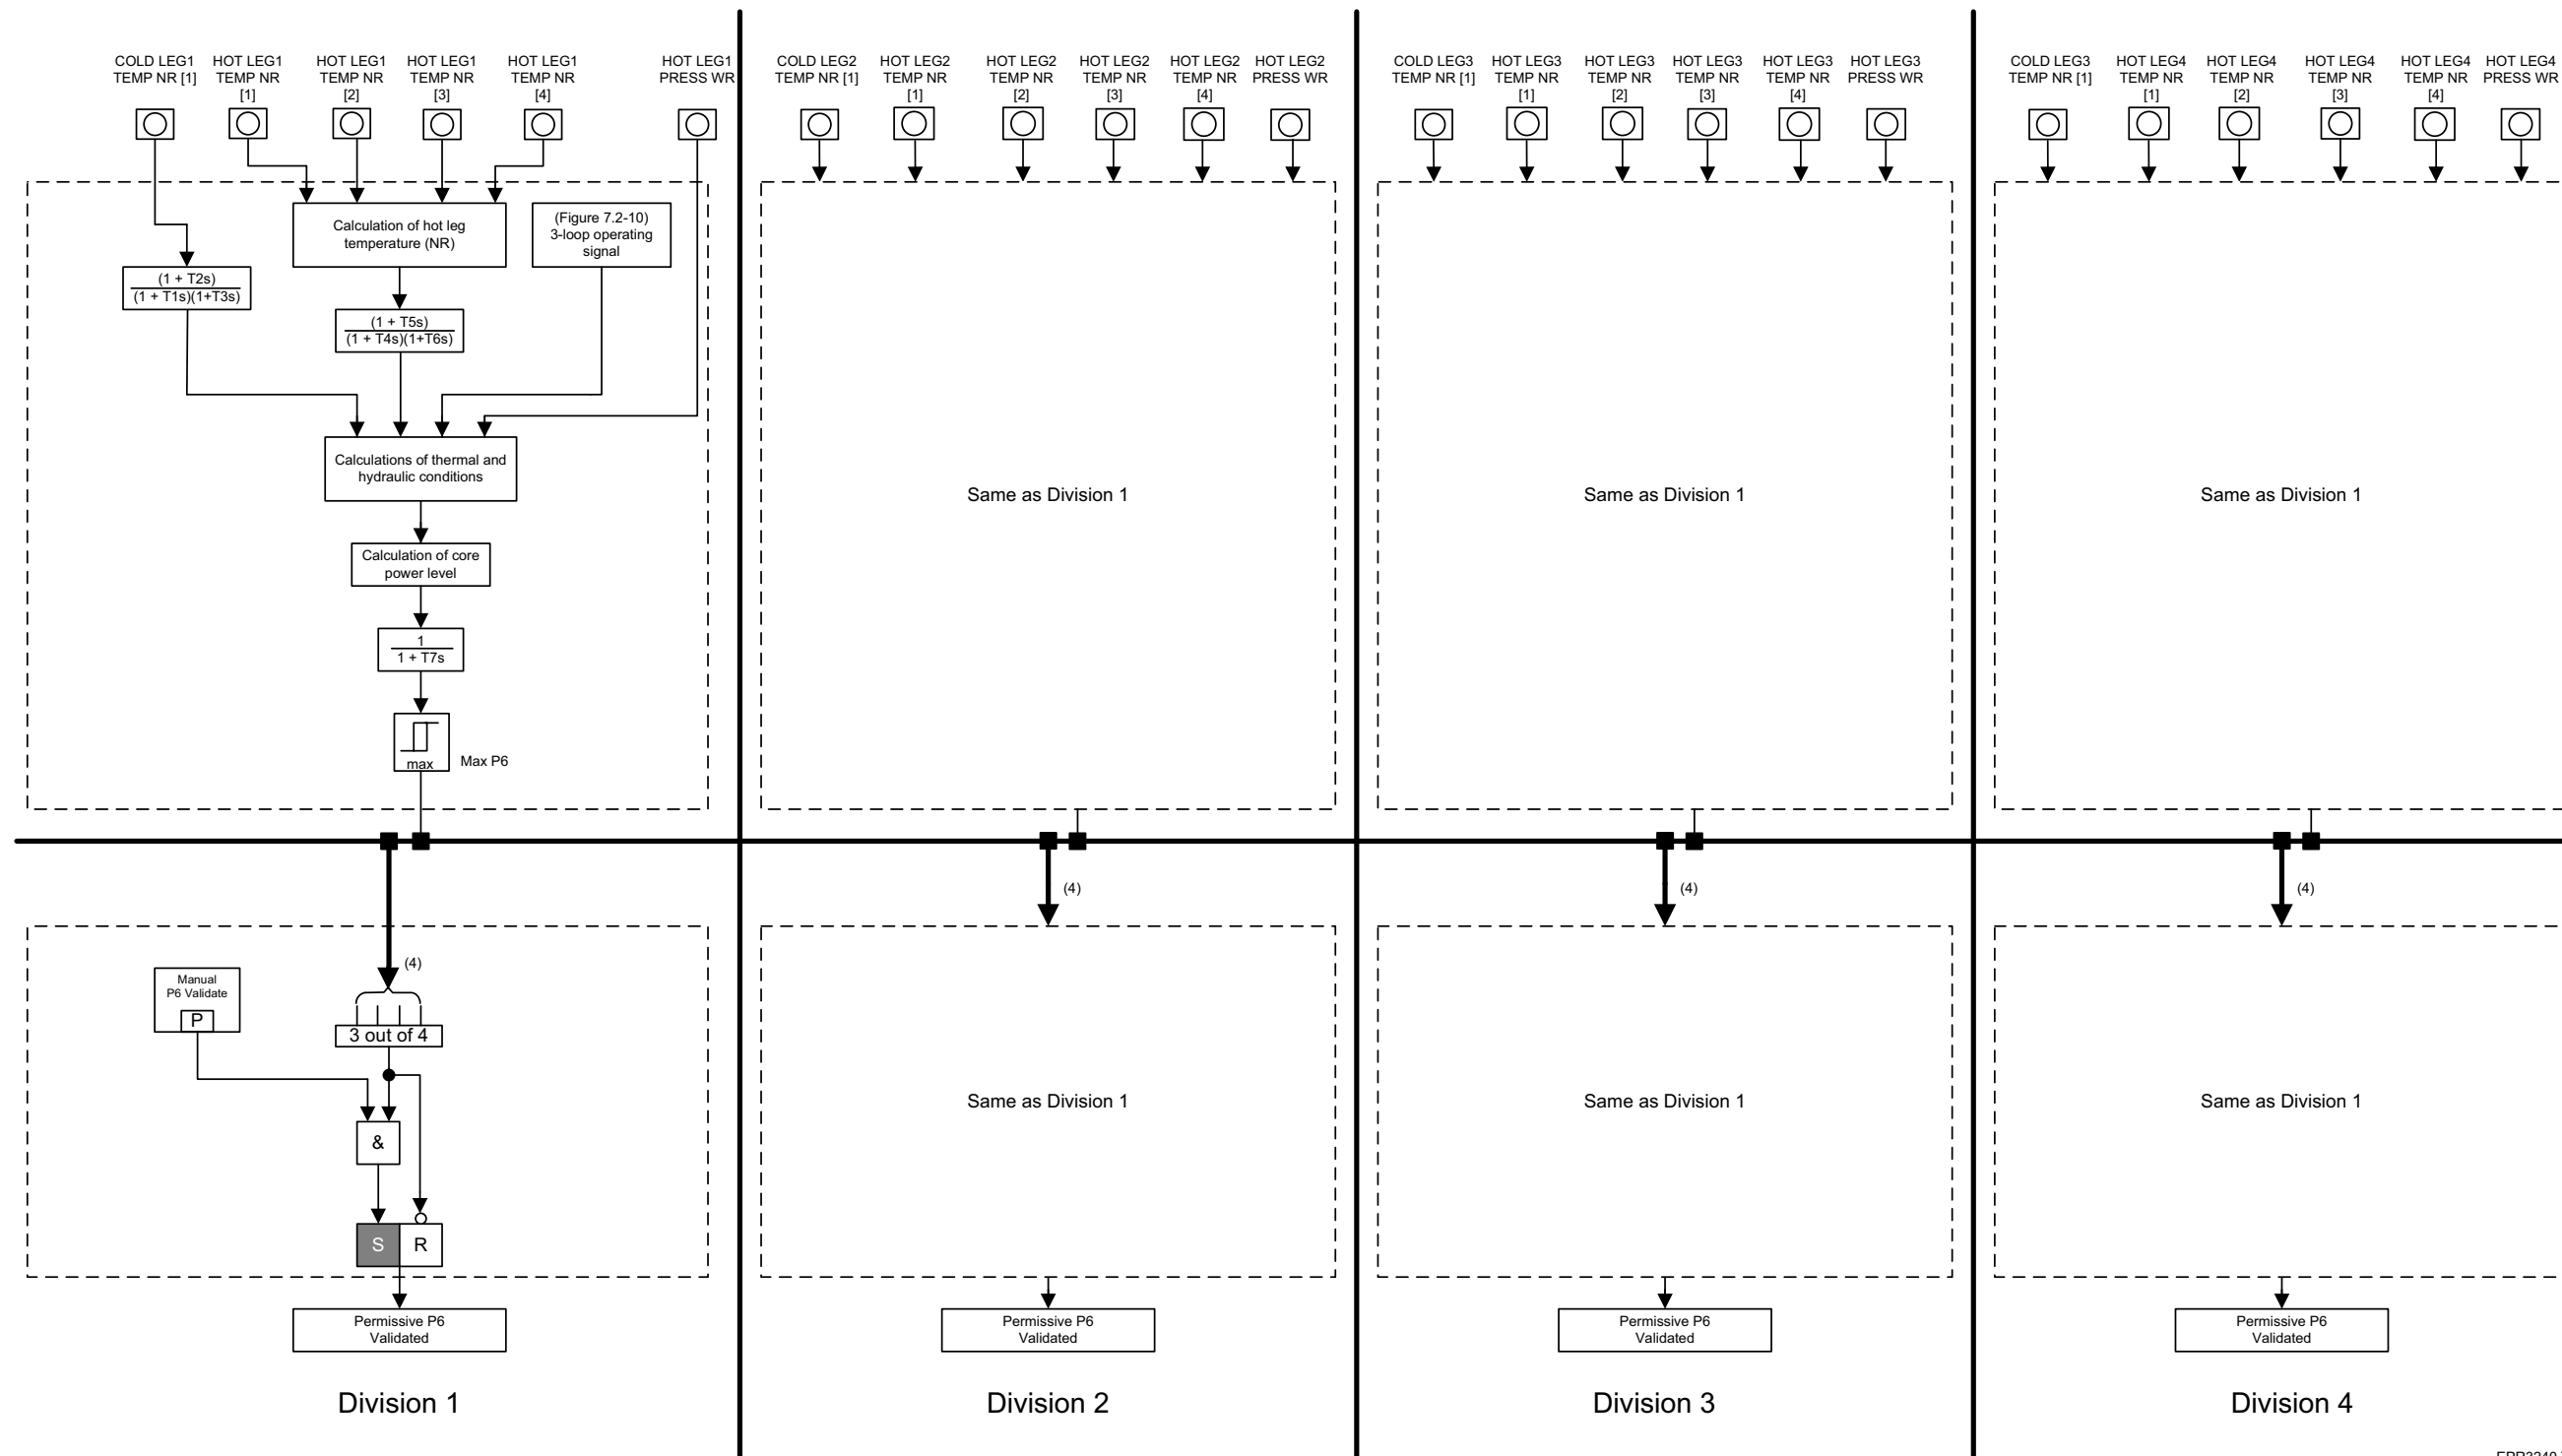 COLD LEG1
TEMP NR [1]
HOT LEG1
TEMP NR
[1]
HOT LEG1
TEMP NR
[2]
HOT LEG1
TEMP NR
[3]
HOT LEG1
TEMP NR
[4]
HOT LEG1
PRESS WR
COLD LEG2
TEMP NR [1]
HOT LEG2
TEMP NR
[1]
HOT LEG2
TEMP NR
[2]
HOT LEG2
TEMP NR
[3]
HOT LEG2
TEMP NR
[4]
HOT LEG2
PRESS WR
COLD LEG3
TEMP NR [1]
HOT LEG3
TEMP NR
[1]
HOT LEG3
TEMP NR
[2]
HOT LEG3
TEMP NR
[3]
HOT LEG3
TEMP NR
[4]
HOT LEG3
PRESS WR
COLD LEG3
TEMP NR [1]
HOT LEG4
TEMP NR
[1]
HOT LEG4
TEMP NR
[2]
HOT LEG4
TEMP NR
[3]
HOT LEG4
TEMP NR
[4]
HOT LEG4
PRESS WR
Calculation of hot leg
temperature (NR)
(Figure 7.2-10)
3-loop operating
signal
(1 + T2s)
(1 + T1s)(1+T3s)
(1 + T5s)
(1 + T4s)(1+T6s)
Calculations of thermal and
hydraulic conditions
Calculation of core
power level
1
1 + T7s
max
Max P6
Same as Division 1
Same as Division 1
Same as Division 1
(4)
(4)
(4)
(4)
Manual
P6 Validate
P
3 out of 4
&
S
R
Same as Division 1
Same as Division 1
Same as Division 1
Permissive P6
Validated
Permissive P6
Validated
Permissive P6
Validated
Permissive P6
Validated
Division 1
Division 2
Division 3
Division 4